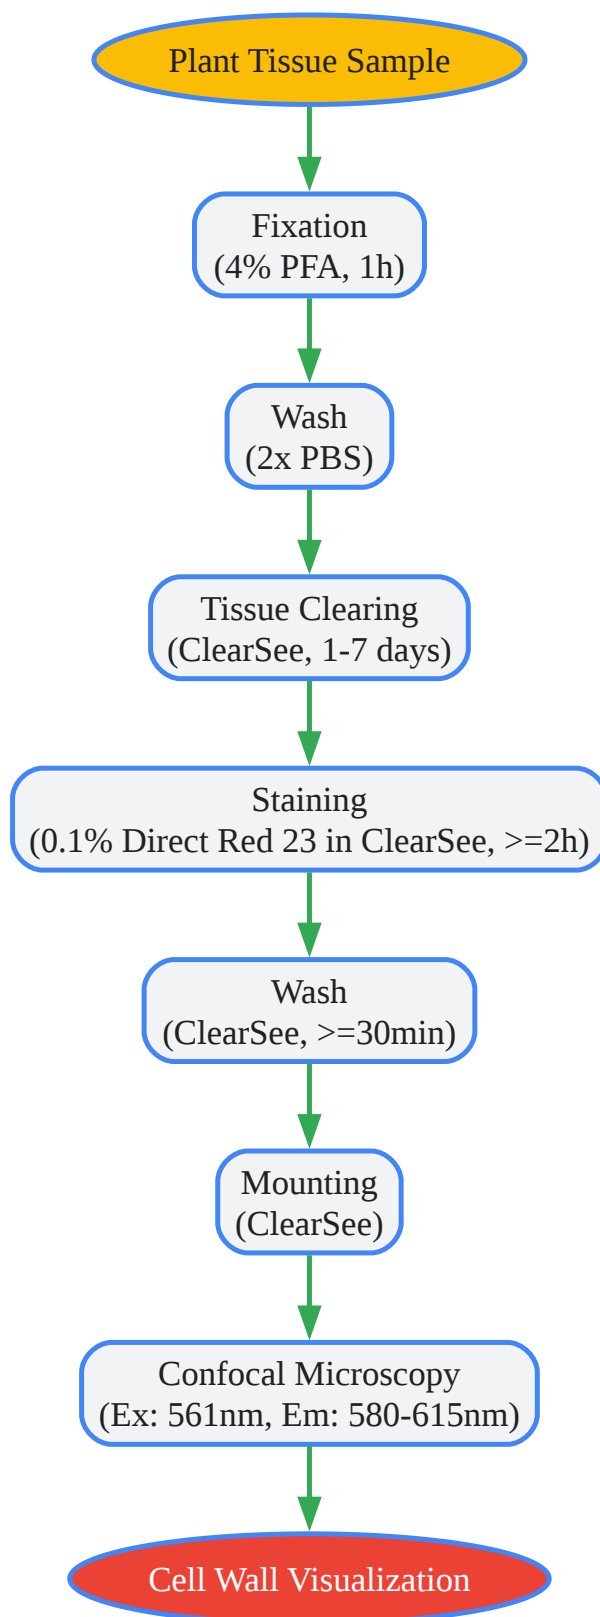 Plant Tissue Sample
Fixation
(4% PFA, 1h)
Wash
(2x PBS)
Tissue Clearing
(ClearSee, 1-7 days)
Staining
(0.1% Direct Red 23 in ClearSee, >=2h)
Wash
(ClearSee, >=30min)
Mounting
(ClearSee)
Confocal Microscopy
(Ex: 561nm, Em: 580-615nm)
Cell Wall Visualization